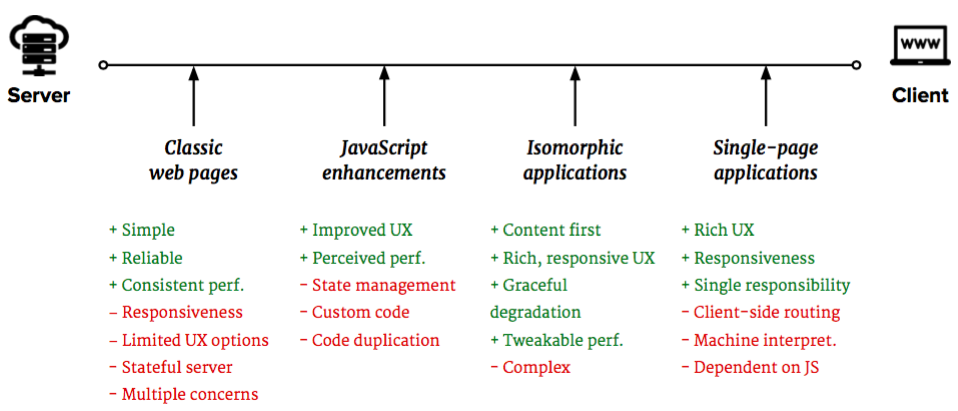 WWW
Server
Client
Classic
web pages
JavaScript
enhancements
Isomorphic
applications
Single-page
applications
+ Simple
+ Reliable
+ Consistent perf.
– Responsiveness
– Limited UX options
– Stateful server
– Multiple concerns
+ Improved UX
+ Perceived perf.
– State management
– Custom code
– Code duplication
+ Content first
+ Rich, responsive UX
+ Graceful
degradation
+ Tweakable perf.
– Complex
+ Rich UX
+ Responsiveness
+ Single responsibility
– Client-side routing
– Machine interpret.
– Dependent on JS